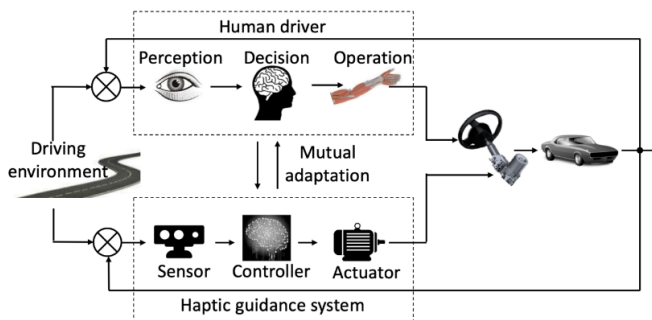 Human driver
Perception Decision Operation
Driving
environment
Mutual
adaptation
Sensor Controller Actuator
Haptic guidance system